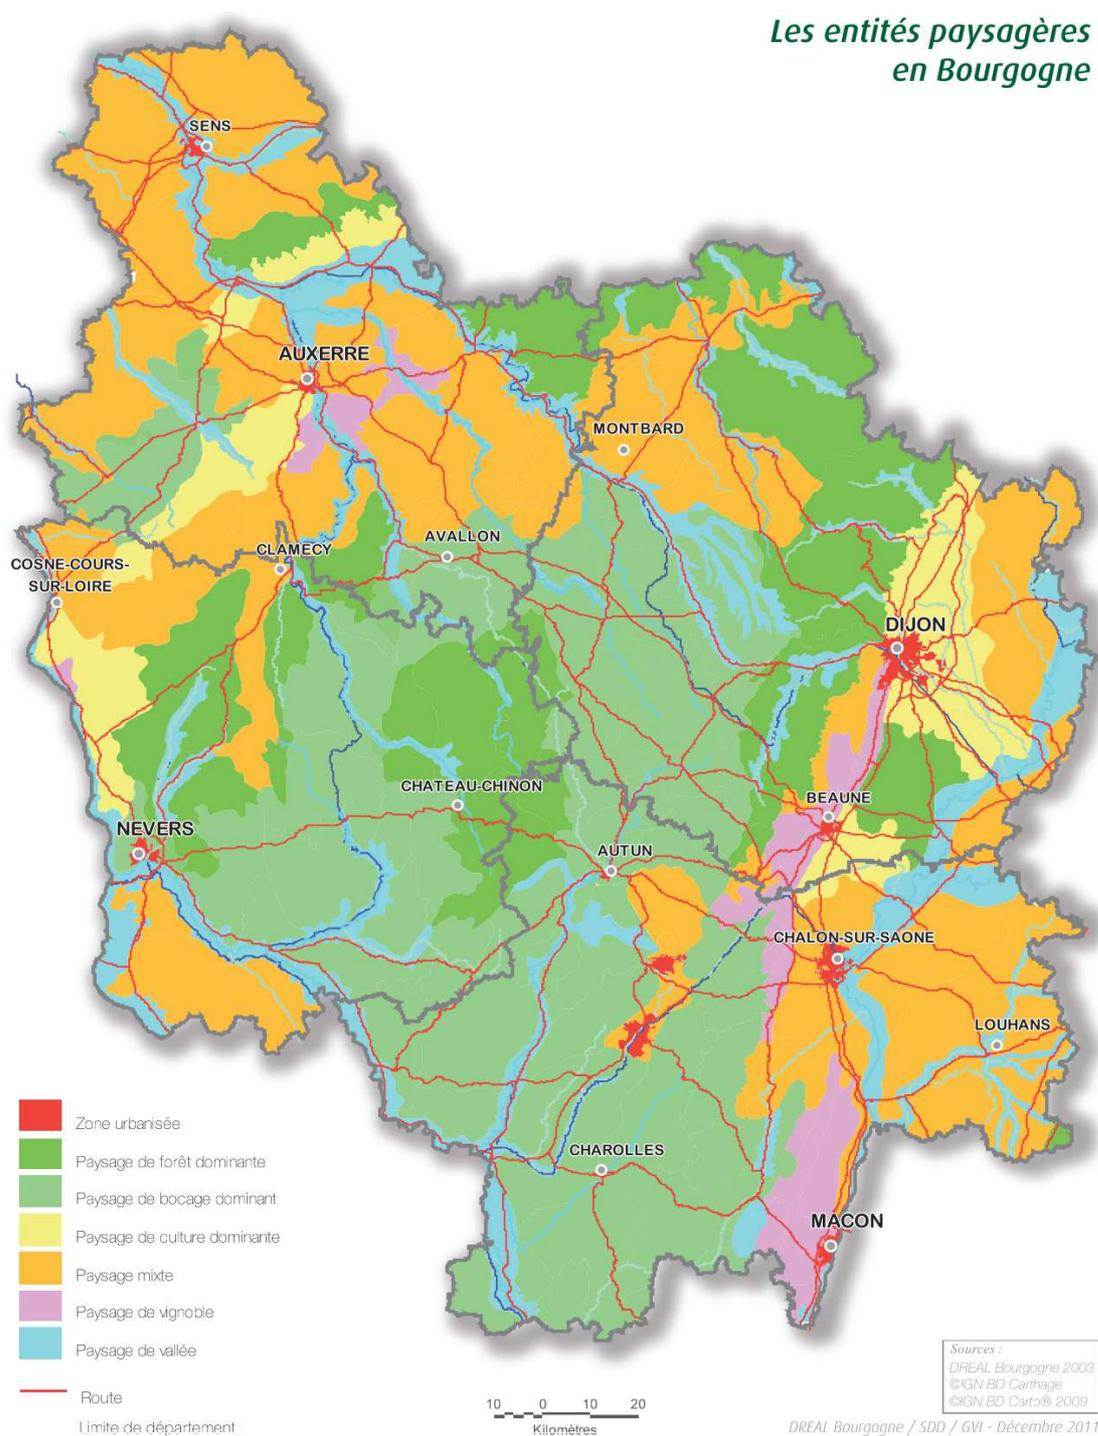 Les entités paysagères
en Bourgogne
SENS
AUXERRE
MONTBARD
CLAMECY
AVALLON
COSNE-COURS-
SUR-LOIRE
DIJON
CHATEAU-CHINON
BEAUNE
NEVERS
AUTUN
CHALON-SUR-SAONE
LOUHANS
CHAROLLES
MACON
Zone urbanisée
Paysage de forêt dominante
Paysage de bocage dominant
Paysage de culture dominante
Paysage mixte
Paysage de vignoble
Paysage de vallée
Route
Limite de département
10 0 10 20
Kilomètres
Sources :
DREAL Bourgogne 2003
©IGN BD Carthage
©IGN BD Carto® 2009
DREAL Bourgogne / SDD / GVI - Décembre 2011